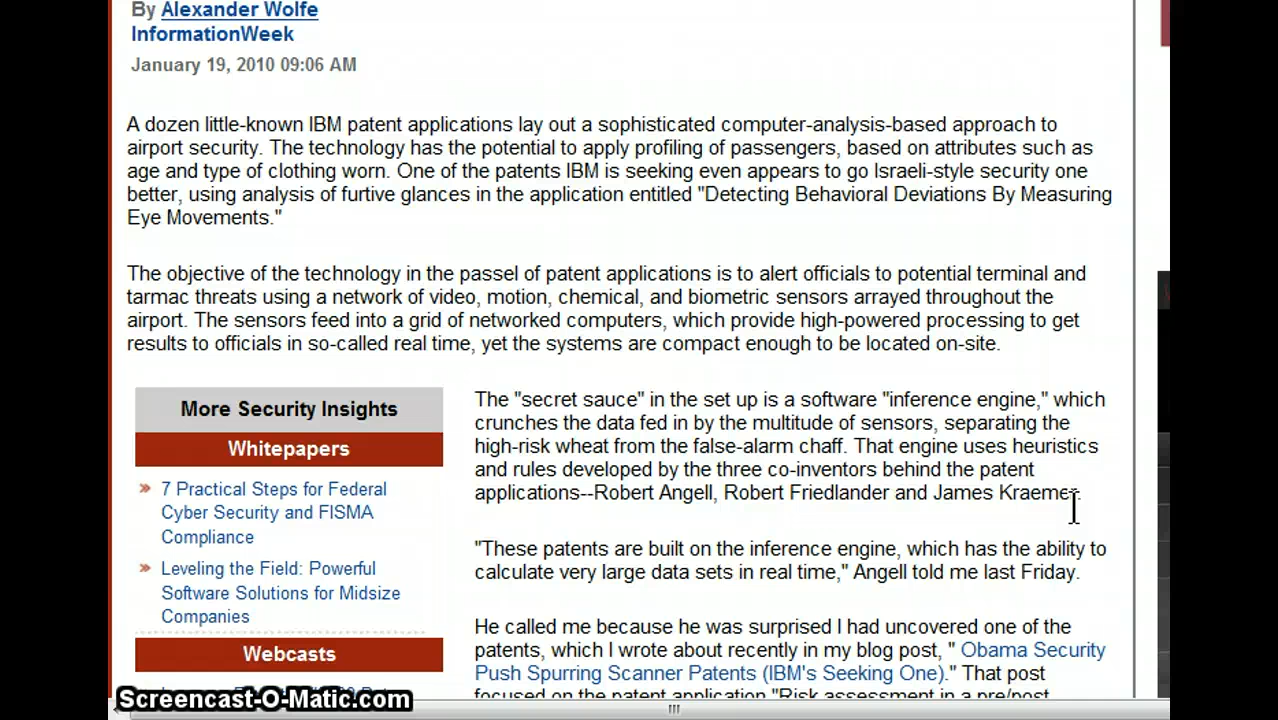 By Alexander Wolfe
InformationWeek
January 19, 2010 09:06 AM
A dozen little-known IBM patent applications lay out a sophisticated computer-analysis-based approach to
airport security. The technology has the potential to apply profiling of passengers, based on attributes such as
age and type of clothing worn. One of the patents IBM is seeking even appears to go Israeli-style security one
better, using analysis of furtive glances in the application entitled "Detecting Behavioral Deviations By Measuring
Eye Movements."
The objective of the technology in the passel of patent applications is to alert officials to potential terminal and
tarmac threats using a network of video, motion, chemical, and biometric sensors arrayed throughout the
airport. The sensors feed into a grid of networked computers, which provide high-powered processing to get
results to officials in so-called real time, yet the systems are compact enough to be located on-site.
More Security Insights
Whitepapers
7 Practical Steps for Federal
Cyber Security and FISMA
Compliance
Leveling the Field: Powerful
Software Solutions for Midsize
Companies
Webcasts
The "secret sauce" in the set up is a software "inference engine," which
crunches the data fed in by the multitude of sensors, separating the
high-risk wheat from the false-alarm chaff. That engine uses heuristics
and rules developed by the three co-inventors behind the patent
applications--Robert Angell, Robert Friedlander and James Kraemer.
"These patents are built on the inference engine, which has the ability to
calculate very large data sets in real time," Angell told me last Friday.
He called me because he was surprised I had uncovered one of the
patents, which I wrote about recently in my blog post, " Obama Security
Push Spurring Scanner Patents (IBM's Seeking One)." That post
focused on the patent application "Risk assessment in a pre/post
Screencast-O-Matic.com